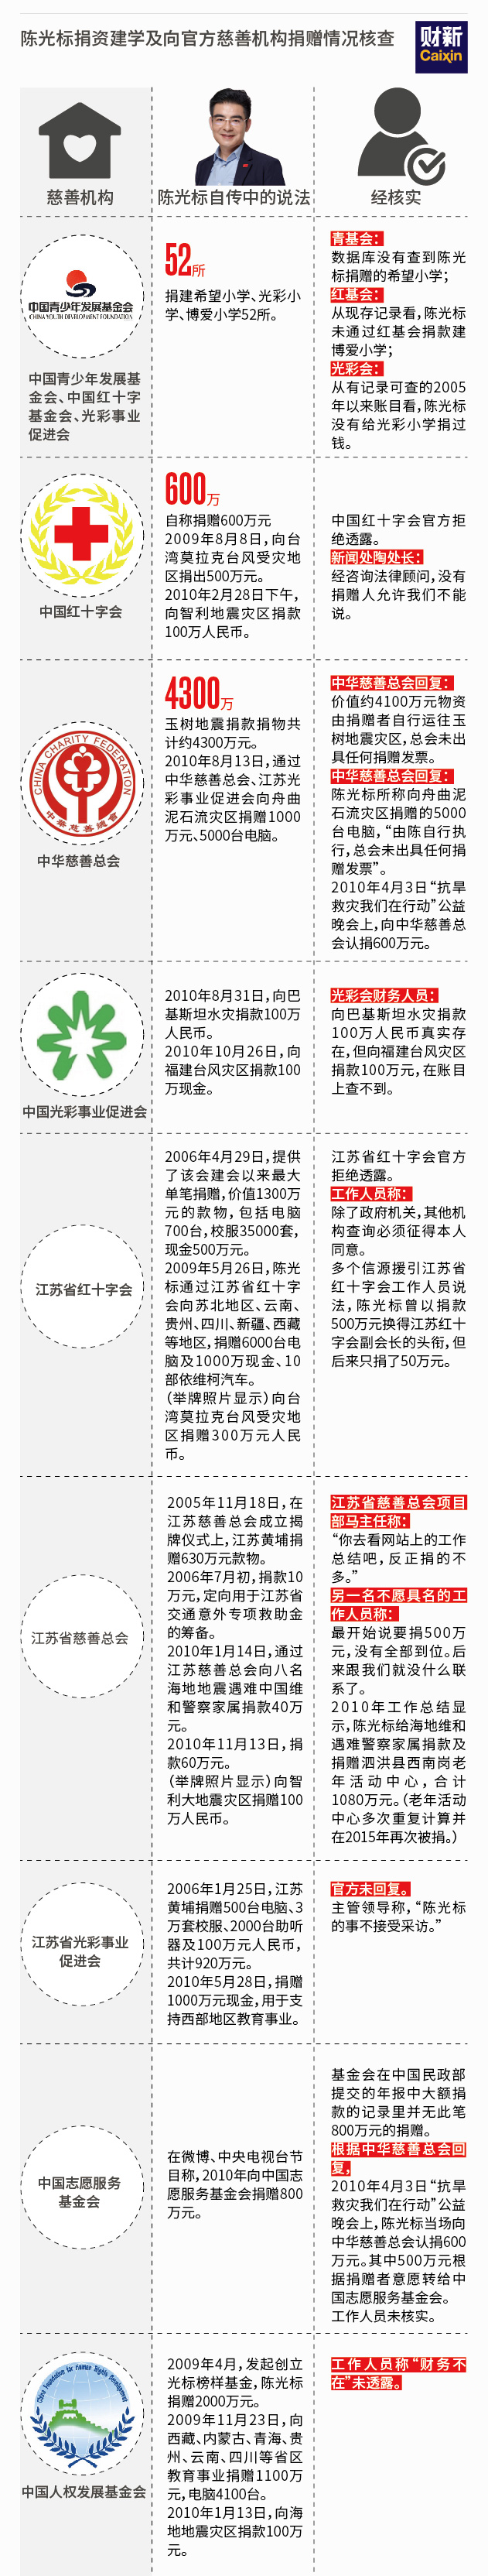 陈光标捐资建学及向官方慈善机构捐赠情况核查
财新
Caixin
慈善机构
陈光标自传中的说法
经核实
中国青少年发展基金会
CHINA YOUTH DEVELOPMENT FOUNDATION
中国青少年发展基
金会、中国红十字
基金会、光彩事业
促进会
52所
捐建希望小学、光彩小
学、博爱小学52所。
青基会:
数据库没有查到陈光
标捐赠的希望小学;
红基会:
从现存记录看,陈光标
未通过红基会捐款建
博爱小学;
光彩会:
从有记录可查的2005
年以来账目看,陈光标
没有给光彩小学捐过
钱。
中国红十字会
600万
自称捐赠600万元
2009年8月8日,向台
湾莫拉克台风受灾地
区捐出500万元。
2010年2月28日下午,
向智利地震灾区捐款
100万人民币。
中国红十字会官方拒
绝透露。
新闻处陶处长:
经咨询法律顾问,没有
捐赠人允许我们不能
说。
CHINA CHARITY FEDERATION
中华慈善总会
中华慈善总会
4300万
玉树地震捐款捐物共
计约4300万元。
2010年8月13日,通过
中华慈善总会、江苏光
彩事业促进会向舟曲
泥石流灾区捐赠1000
万元、5000台电脑。
中华慈善总会回复:
价值约4100万元物资
由捐赠者自行运往玉
树地震灾区,总会未出
具任何捐赠发票。
中华慈善总会回复:
陈光标所称向舟曲泥
石流灾区捐赠的5000
台电脑,“由陈自行执
行,总会未出具任何捐
赠发票”。
2010年4月3日“抗旱
救灾我们在行动”公益
晚会上,向中华慈善总
会认捐600万元。
中国光彩事业促进会
2010年8月31日,向巴
基斯坦水灾捐款100万
人民币。
2010年10月26日,向
福建台风灾区捐款100
万现金。
光彩会财务人员:
向巴基斯坦水灾捐款
100万人民币真实存
在,但向福建台风灾区
捐款100万元,在账目
上查不到。
江苏省红十字会
2006年4月29日,提供
了该会建会以来最大
单笔捐赠,价值1300万
元的款物,包括电脑
700台,校服35000套,
现金500万元。
2009年5月26日,陈光
标通过江苏省红十字
会向苏北地区、云南、
贵州、四川、新疆、西藏
等地区,捐赠6000台电
脑及1000万现金、10
部依维柯汽车。
(举牌照片显示)向台
湾莫拉克台风受灾地
区捐赠300万元人民
币。
江苏省红十字会官方
拒绝透露。
工作人员称:
除了政府机关,其他机
构查询必须征得本人
同意。
多个信源援引江苏省
红十字会工作人员说
法,陈光标曾以捐款
500万元换得江苏红十
字会副会长的头衔,但
后来只捐了50万元。
江苏省慈善总会
2005年11月18日,在
江苏慈善总会成立揭
牌仪式上,江苏黄埔捐
赠630万元款物。
2006年7月初,捐款10
万元,定向用于江苏省
交通意外专项救助金
的筹备。
2010年1月14日,通过
江苏慈善总会向八名
海地地震遇难中国维
和警察家属捐款40万
元。
2010年11月13日,捐
款60万元。
(举牌照片显示)向智
利大地震灾区捐赠100
万人民币。
江苏省慈善总会项目
部马主任称:
“你去看网站上的工作
总结吧,反正捐的不
多。”
另一名不愿具名的工
作人员称:
最开始说要捐500万
元,没有全部到位。后
来跟我们就没什么联
系了。
2010年工作总结显
示,陈光标给海地维和
遇难警察家属捐款及
捐赠泗洪县西南岗老
年活动中心,合计
1080万元。(老年活动
中心多次重复计算并
在2015年再次被捐。)
江苏省光彩事业
促进会
2006年1月25日,江苏
黄埔捐赠500台电脑、3
万套校服、2000台助听
器及100万元人民币,
共计920万元。
2010年5月28日,捐赠
1000万元现金,用于支
持西部地区教育事业。
官方未回复。
主管领导称,“陈光标
的事不接受采访。”
中国志愿服务
基金会
在微博、中央电视台节
目称,2010年向中国志
愿服务基金会捐赠800
万元。
基金会在中国民政部
提交的年报中大额捐
款的记录里并无此笔
800万元的捐赠。
根据中华慈善总会回
复,
2010年4月3日“抗旱
救灾我们在行动”公益
晚会上,陈光标当场向
中华慈善总会认捐600
万元。其中500万元根
据捐赠者意愿转给中
国志愿服务基金会。
工作人员未核实。
China Foundation for Human Rights Development
中国人权发展基金会
2009年4月,发起创立
光标榜样基金,陈光标
捐赠2000万元。
2009年11月23日,向
西藏、内蒙古、青海、贵
州、云南、四川等省区
教育事业捐赠1100万
元,电脑4100台。
2010年1月13日,向海
地地震灾区捐款100万
元。
工作人员称“财务不
在”未透露。